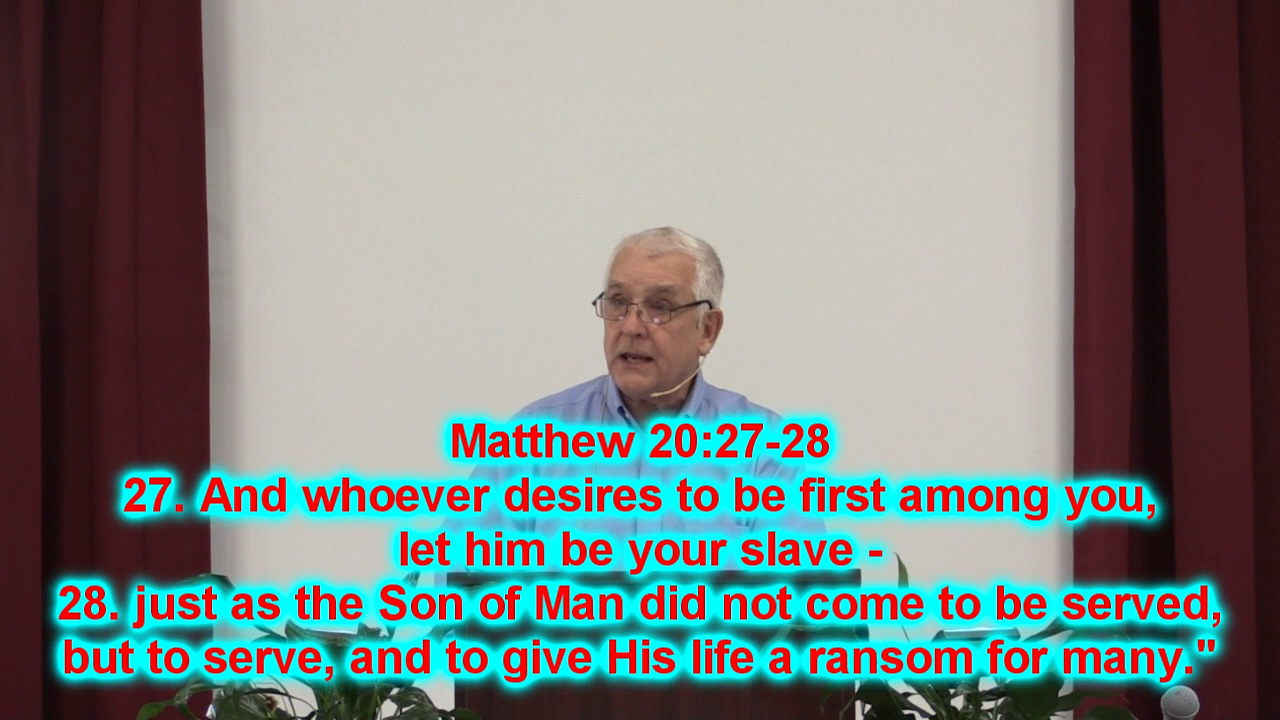 Matthew 20:27-28
27. And whoever desires to be first among you,
let him be your slave -
28. just as the Son of Man did not come to be served,
but to serve, and to give His life a ransom for many."